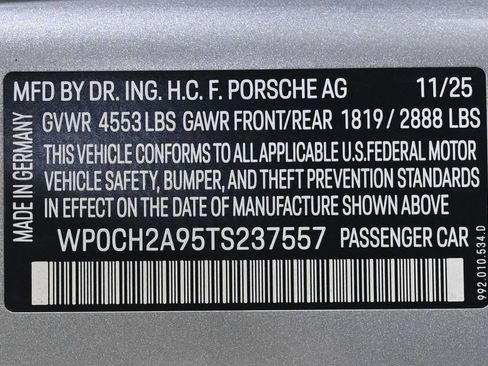 MFD BY DR. ING. H.C. F. PORSCHE AG 11/25
GVWR 4553 LBS GAWR FRONT/REAR 1819 / 2888 LBS
THIS VEHICLE CONFORMS TO ALL APPLICABLE U.S. FEDERAL MOTOR
VEHICLE SAFETY, BUMPER, AND THEFT PREVENTION STANDARDS
IN EFFECT ON THE DATE OF MANUFACTURE SHOWN ABOVE.
WP0CH2A95TS237557 PASSENGER CAR
MADE IN GERMANY
992.010.534.D